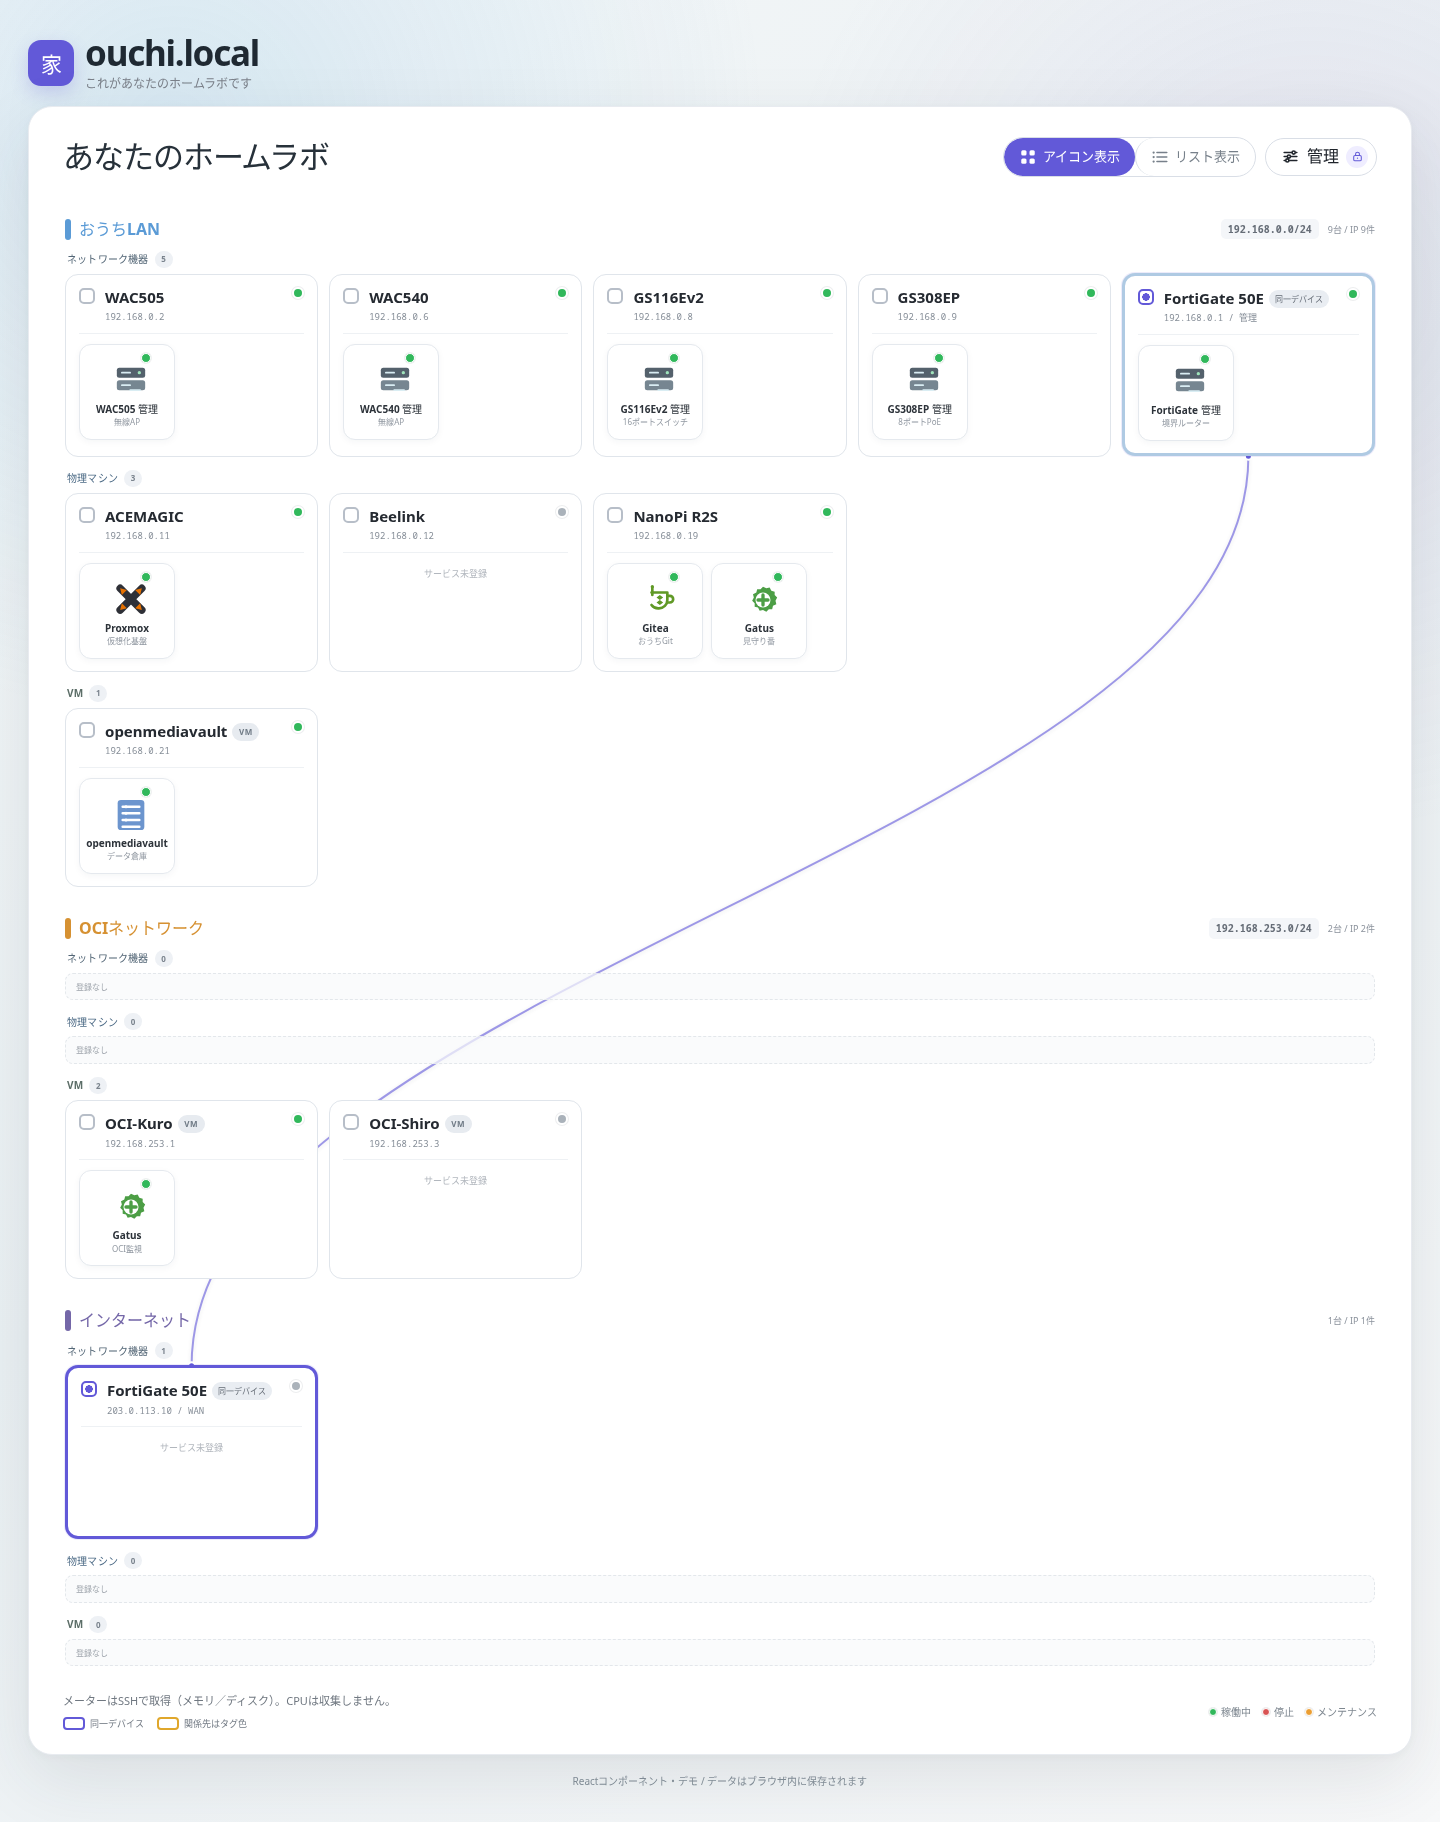 家
ouchi.local
これがあなたのホームラボです
あなたのホームラボ
アイコン表示
リスト表示
管理
おうちLAN
192.168.0.0/24
9台 / IP 9件
ネットワーク機器 5
WAC505
192.168.0.2
WAC505 管理
無線AP
WAC540
192.168.0.6
WAC540 管理
無線AP
GS116Ev2
192.168.0.8
GS116Ev2 管理
16ポートスイッチ
GS308EP
192.168.0.9
GS308EP 管理
8ポートPoE
FortiGate 50E 同一デバイス
192.168.0.1 / 管理
FortiGate 管理
境界ルーター
物理マシン 3
ACEMAGIC
192.168.0.11
Proxmox
仮想化基盤
Beelink
192.168.0.12
サービス未登録
NanoPi R2S
192.168.0.19
Gitea
おうちGit
Gatus
見守り番
VM 1
openmediavault VM
192.168.0.21
openmediavault
データ倉庫
OCIネットワーク
192.168.253.0/24
2台 / IP 2件
ネットワーク機器 0
登録なし
物理マシン 0
登録なし
VM 2
OCI-Kuro VM
192.168.253.1
Gatus
OCI監視
OCI-Shiro VM
192.168.253.3
サービス未登録
インターネット
1台 / IP 1件
ネットワーク機器 1
FortiGate 50E 同一デバイス
203.0.113.10 / WAN
サービス未登録
物理マシン 0
登録なし
VM 0
登録なし
メーターはSSHで取得（メモリ／ディスク）。CPUは収集しません。
同一デバイス
関係先はタグ色
稼働中
停止
メンテナンス
Reactコンポーネント・デモ / データはブラウザ内に保存されます